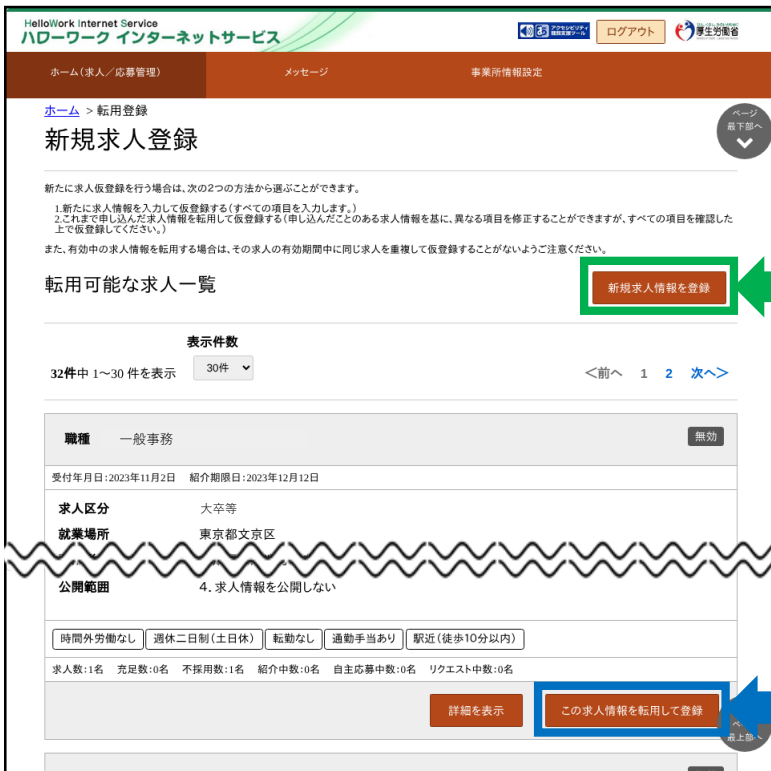 HelloWork Internet Service
ハローワーク インターネットサービス
ログアウト
厚生労働省
ホーム(求人／応募管理)
メッセージ
事業所情報設定
ホーム > 転用登録
ページ
最下部へ
新規求人登録
新たに求人仮登録を行う場合は、次の2つの方法から選ぶことができます。
1.新たに求人情報を入力して仮登録する(すべての項目を入力します。)
2.これまで申し込んだ求人情報を転用して仮登録する(申し込んだことのある求人情報を基に、異なる項目を修正することができますが、すべての項目を確認した
上で仮登録してください。)
また、有効中の求人情報を転用する場合は、その求人の有効期間中に同じ求人を重複して仮登録することがないようご注意ください。
転用可能な求人一覧
新規求人情報を登録
表示件数
32件中 1～30 件を表示
30件
＜前へ 1 2 次へ＞
職種 一般事務
無効
受付年月日：2023年11月2日 紹介期限日：2023年12月12日
求人区分 大卒等
就業場所 東京都文京区
公開範囲 4．求人情報を公開しない
時間外労働なし 週休二日制(土日休) 転勤なし 通勤手当あり 駅近(徒歩10分以内)
求人数：1名 充足数：0名 不採用数：1名 紹介中数：0名 自主応募中数：0名 リクエスト中数：0名
詳細を表示
この求人情報を転用して登録
最上部へ